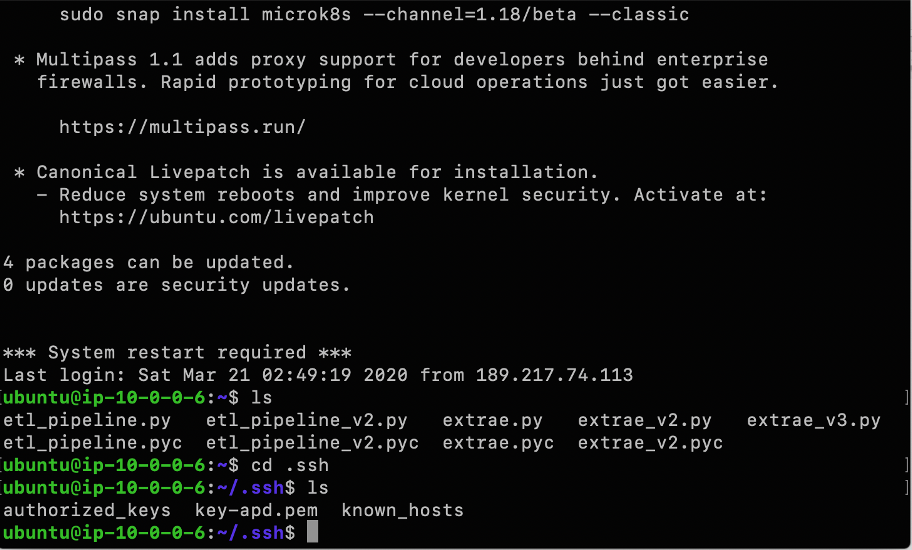 sudo snap install microk8s --channel=1.18/beta --classic
* Multipass 1.1 adds proxy support for developers behind enterprise
firewalls. Rapid prototyping for cloud operations just got easier.
https://multipass.run/
* Canonical Livepatch is available for installation.
- Reduce system reboots and improve kernel security. Activate at:
https://ubuntu.com/livepatch
4 packages can be updated.
0 updates are security updates.
*** System restart required ***
Last login: Sat Mar 21 02:49:19 2020 from 189.217.74.113
[ubuntu@ip-10-0-0-6:~$ ls ]
etl_pipeline.py etl_pipeline_v2.py extrae.py extrae_v2.py extrae_v3.py
etl_pipeline.pyc etl_pipeline_v2.pyc extrae.pyc extrae_v2.pyc
[ubuntu@ip-10-0-0-6:~$ cd .ssh ]
[ubuntu@ip-10-0-0-6:~/.ssh$ ls ]
authorized_keys key-apd.pem known_hosts
ubuntu@ip-10-0-0-6:~/.ssh$